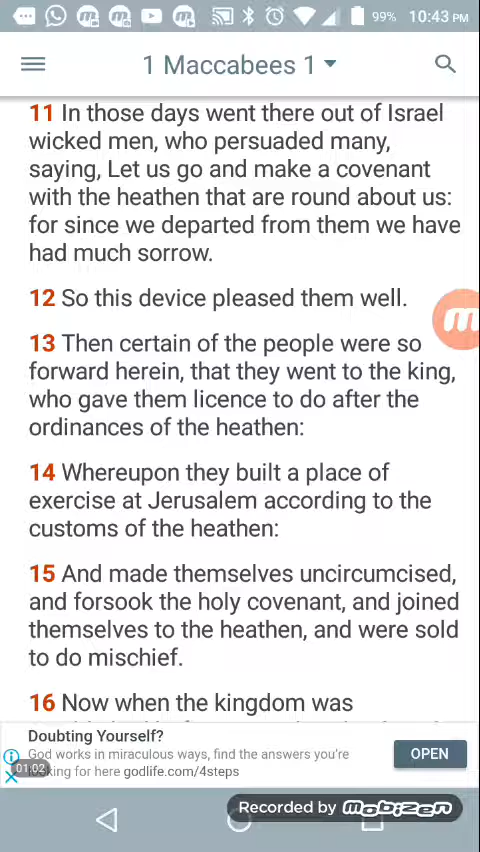 99% 10:43 PM
1 Maccabees 1
11 In those days went there out of Israel
wicked men, who persuaded many,
saying, Let us go and make a covenant
with the heathen that are round about us:
for since we departed from them we have
had much sorrow.
12 So this device pleased them well.
13 Then certain of the people were so
forward herein, that they went to the king,
who gave them licence to do after the
ordinances of the heathen:
14 Whereupon they built a place of
exercise at Jerusalem according to the
customs of the heathen:
15 And made themselves uncircumcised,
and forsook the holy covenant, and joined
themselves to the heathen, and were sold
to do mischief.
16 Now when the kingdom was
Doubting Yourself?
God works in miraculous ways, find the answers you're
king for here godlife.com/4steps
OPEN
01:02
Recorded by mobizen